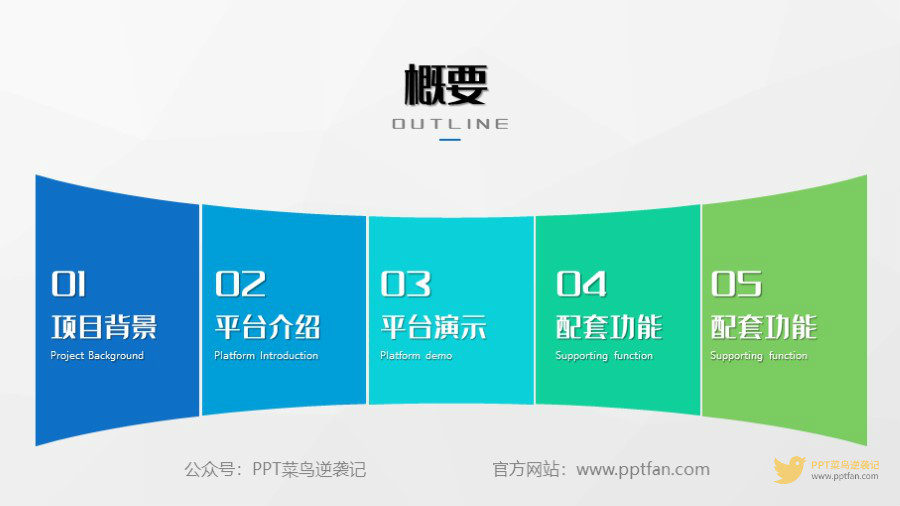 概要
OUTLINE
01
项目背景
Project Background
02
平台介绍
Platform Introduction
03
平台演示
Platform demo
04
配套功能
Supporting function
05
配套功能
Supporting function
公众号：PPT菜鸟逆袭记
官方网站：www.pptfan.com
PPT菜鸟逆袭记
www.pptfan.com